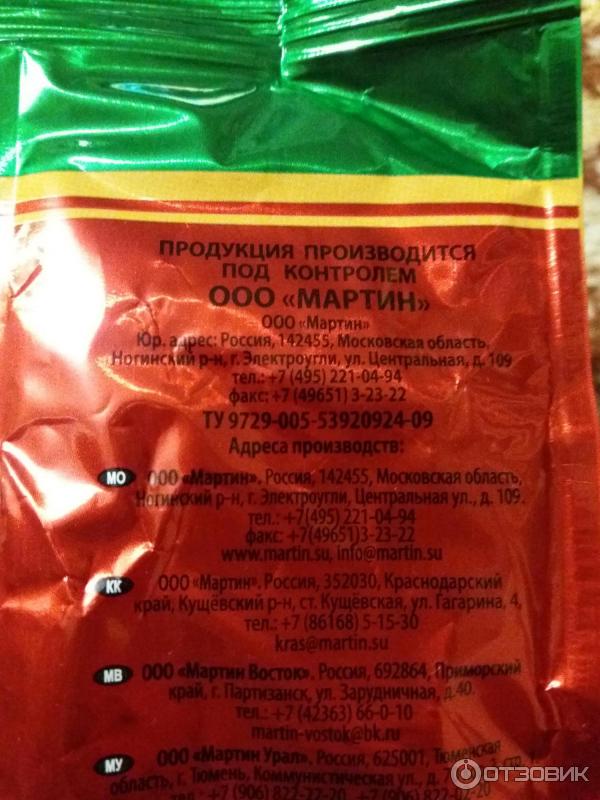 ПРОДУКЦИЯ ПРОИЗВОДИТСЯ
ПОД КОНТРОЛЕМ
ООО «МАРТИН»
ООО «Мартин»
Юр. адрес: Россия, 142455, Московская область,
Ногинский р-н, г. Электроугли, ул. Центральная, д. 109
тел.: +7 (495) 221-04-94
факс: +7 (49651) 3-23-22
ТУ 9729-005-53920924-09
Адреса производств:
МО ООО «Мартин». Россия, 142455, Московская область,
Ногинский р-н, г. Электроугли, Центральная ул., д. 109.
тел.: +7(495) 221-04-94
факс: +7(49651)3-23-22
www.martin.su, info@martin.su
КК ООО «Мартин». Россия, 352030, Краснодарский
край, Кущёвский р-н, ст. Кущёвская, ул. Гагарина, 4,
тел.: +7 (86168) 5-15-30
kras@martin.su
МВ ООО «Мартин Восток». Россия, 692864, Приморский
край, г. Партизанск, ул. Зарудничная, д.40.
тел.: +7 (42363) 66-0-10
martin-vostok@bk.ru
МУ ООО «Мартин Урал». Россия, 625001, Тюменская
область, г. Тюмень, Коммунистическая ул., д.
+7 (906) 822-22-20
ОТЗОВИК